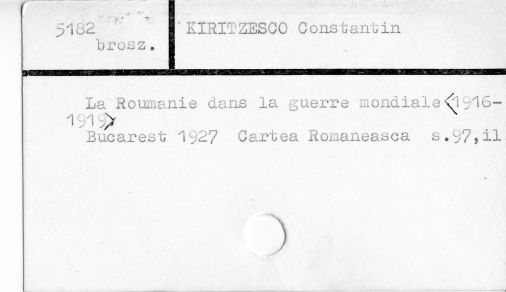 5182 KIRITZESCO Constantin
brosz.
La Roumanie dans la guerre mondiale<1916-
1919>
Bucarest 1927 Cartea Romaneasca s.97,il